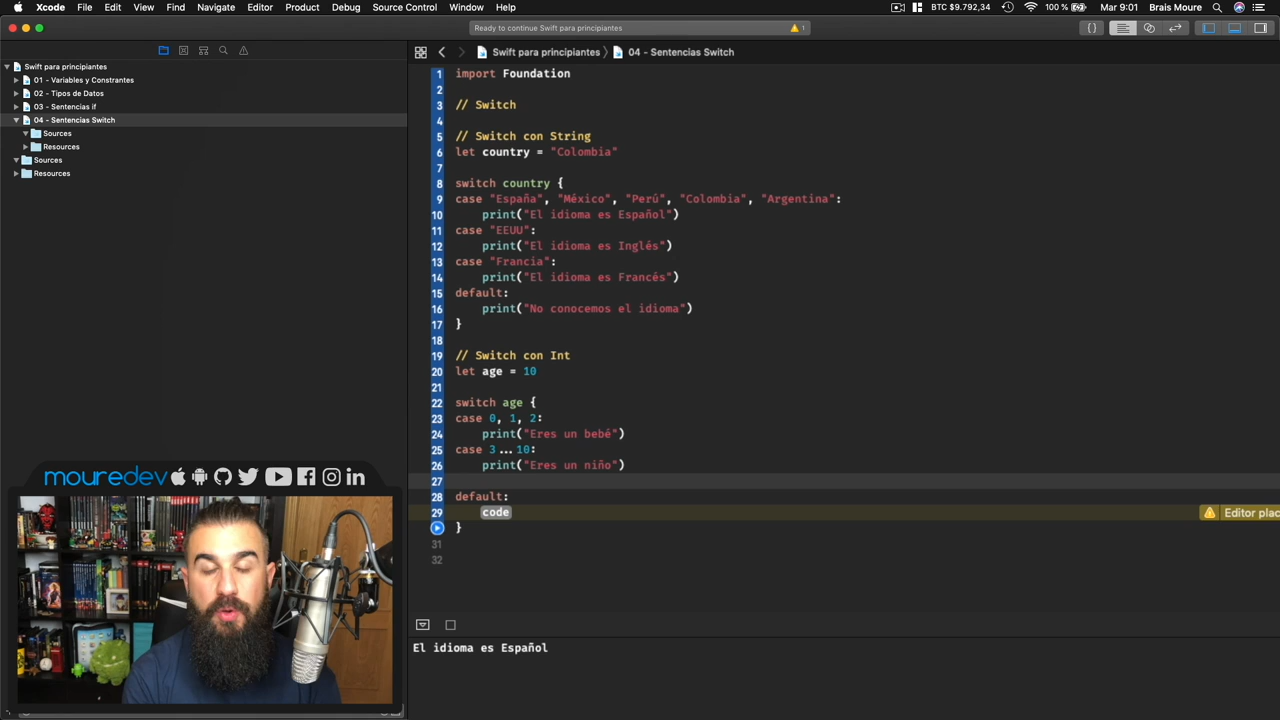 Xcode File Edit View Find Navigate Editor Product Debug Source Control Window Help BTC $9.792,34 100 % Mar 9:01 Brais Moure
Ready to continue Swift para principiantes 1
Swift para principiantes 04 - Sentencias Switch
Swift para principiantes
01 - Variables y Constrantes
02 - Tipos de Datos
03 - Sentencias if
04 - Sentencias Switch
Sources
Resources
Sources
Resources
1 import Foundation
2
3 // Switch
4
5 // Switch con String
6 let country = "Colombia"
7
8 switch country {
9 case "España", "México", "Perú", "Colombia", "Argentina":
10 print("El idioma es Español")
11 case "EEUU":
12 print("El idioma es Inglés")
13 case "Francia":
14 print("El idioma es Francés")
15 default:
16 print("No conocemos el idioma")
17 }
18
19 // Switch con Int
20 let age = 10
21
22 switch age {
23 case 0, 1, 2:
24 print("Eres un bebé")
25 case 3...10:
26 print("Eres un niño")
27
28 default:
29 code Editor plac
}
31
32
mouredev
El idioma es Español